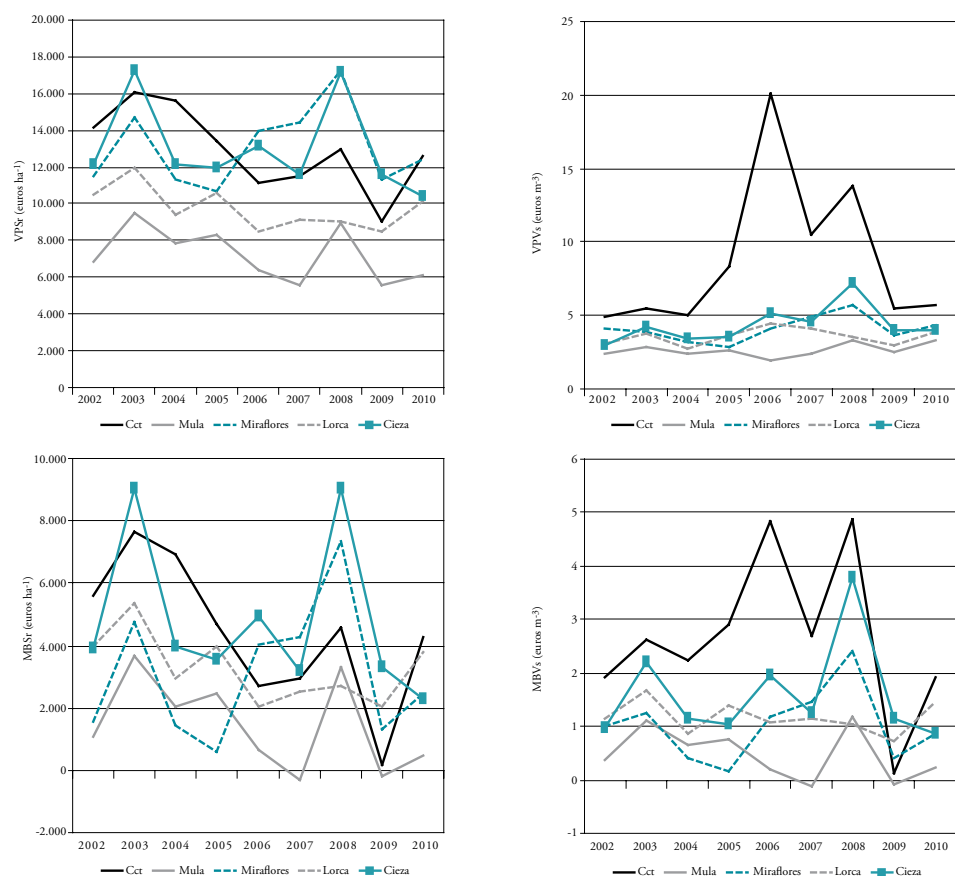 20.000
18.000
16.000
14.000
12.000
10.000
8.000
6.000
4.000
2.000
0
VPSr (euros ha-1)
2002 2003 2004 2005 2006 2007 2008 2009 2010
Cct Mula Miraflores Lorca Cieza
25
20
15
10
5
0
VPVs (euros m-3)
2002 2003 2004 2005 2006 2007 2008 2009 2010
Cct Mula Miraflores Lorca Cieza
10.000
8.000
6.000
4.000
2.000
0
-2.000
MBSr (euros ha-1)
2002 2003 2004 2005 2006 2007 2008 2009 2010
Cct Mula Miraflores Lorca Cieza
6
5
4
3
2
1
0
-1
MBVs (euros m-3)
2002 2003 2004 2005 2006 2007 2008 2009 2010
Cct Mula Miraflores Lorca Cieza